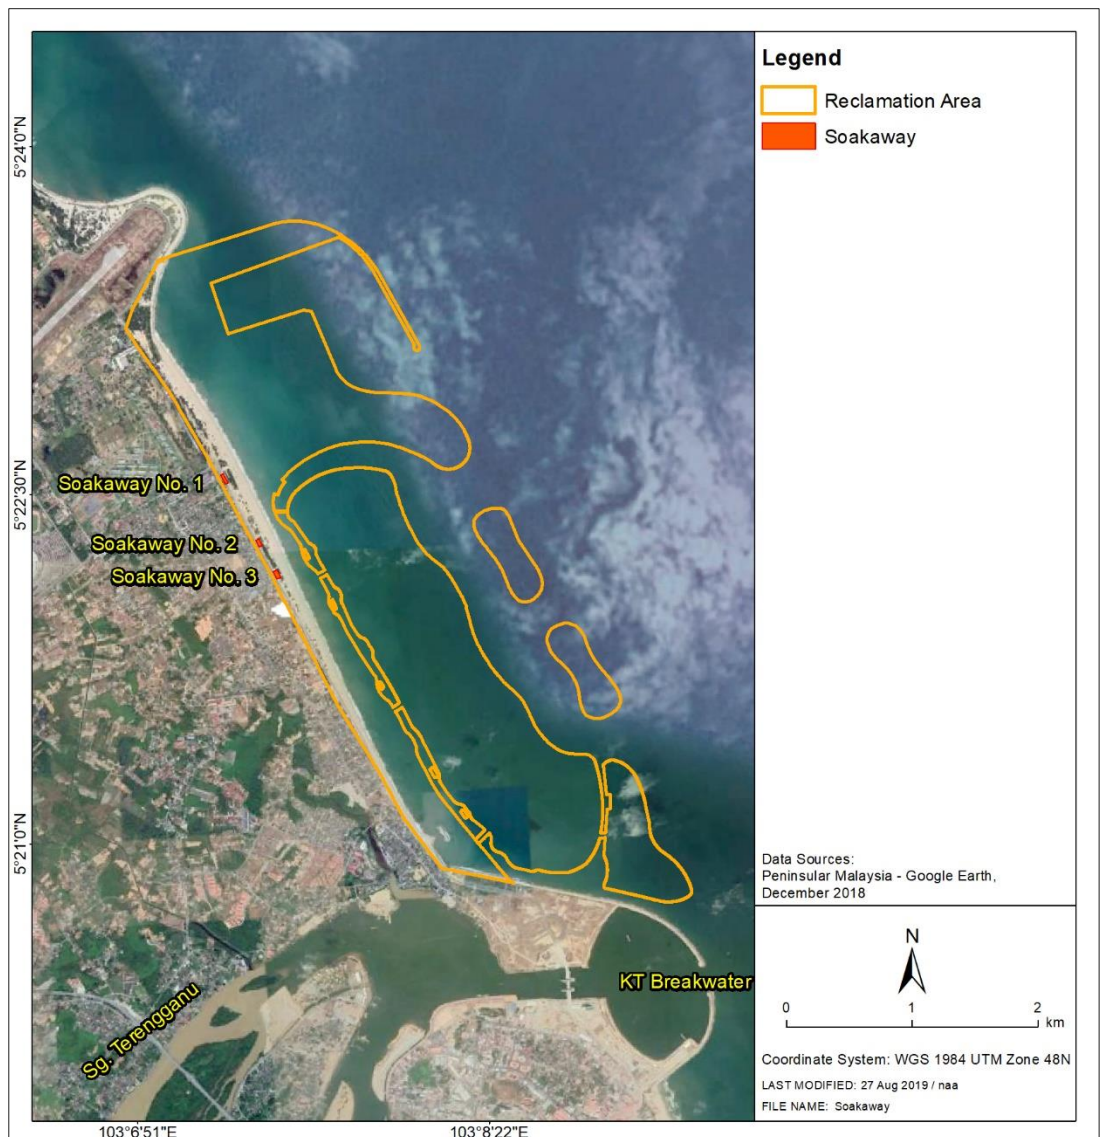 Legend
Reclamation Area
Soakaway
5°24'0"N
5°22'30"N
5°21'0"N
Soakaway No. 1
Soakaway No. 2
Soakaway No. 3
KT Breakwater
Sg. Terengganu
103°6'51"E
103°8'22"E
Data Sources:
Peninsular Malaysia - Google Earth,
December 2018
N
0 1 2
km
Coordinate System: WGS 1984 UTM Zone 48N
LAST MODIFIED: 27 Aug 2019 / naa
FILE NAME: Soakaway